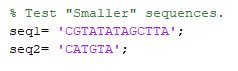 % Test "Smaller" sequences.
seq1= 'CGTATATAGCTTA';
seq2= 'CATGTA';